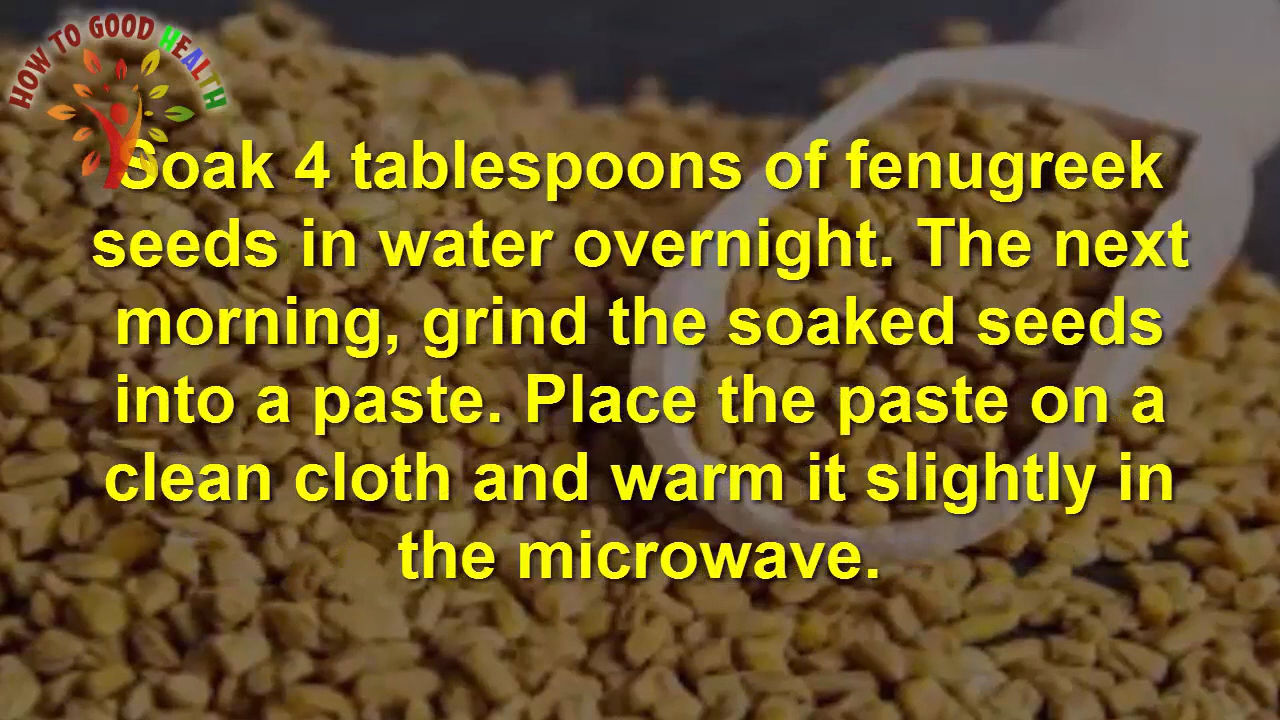 HOW TO GOOD HEALTH
Soak 4 tablespoons of fenugreek
seeds in water overnight. The next
morning, grind the soaked seeds
into a paste. Place the paste on a
clean cloth and warm it slightly in
the microwave.